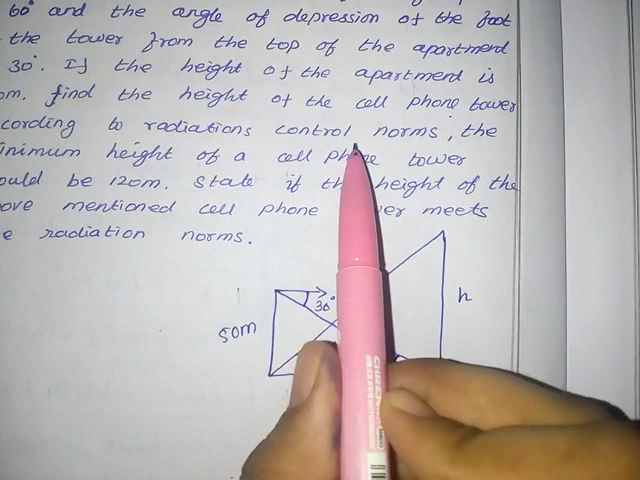 60° and the angle of depression of the foot
the tower from the top of the apartment
30°. If the height of the apartment is
om. find the height of the cell phone tower
cording to radiations control norms, the
inimum height of a cell phone tower
ould be 120m. State if the height of the
ove mentioned cell phone wer meets
e radiation norms.
30°
h
50m